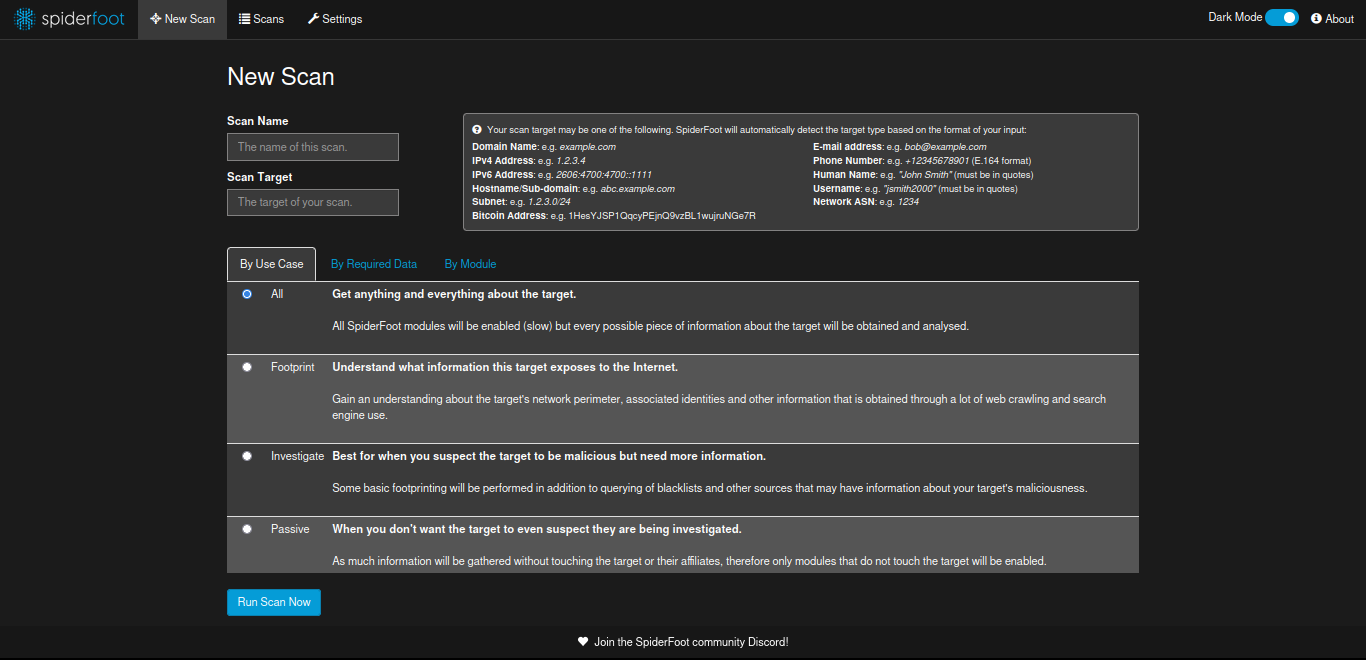 spiderfoot New Scan Scans Settings Dark Mode About
New Scan
Scan Name
The name of this scan.
Scan Target
The target of your scan.
Your scan target may be one of the following. SpiderFoot will automatically detect the target type based on the format of your input:
Domain Name: e.g. example.com
IPv4 Address: e.g. 1.2.3.4
IPv6 Address: e.g. 2606:4700:4700::1111
Hostname/Sub-domain: e.g. abc.example.com
Subnet: e.g. 1.2.3.0/24
Bitcoin Address: e.g. 1HesYJSP1QqcyPEjnQ9vzBL1wujruNGe7R
E-mail address: e.g. bob@example.com
Phone Number: e.g. +12345678901 (E.164 format)
Human Name: e.g. "John Smith" (must be in quotes)
Username: e.g. "jsmith2000" (must be in quotes)
Network ASN: e.g. 1234
By Use Case By Required Data By Module
All Get anything and everything about the target.
All SpiderFoot modules will be enabled (slow) but every possible piece of information about the target will be obtained and analysed.
Footprint Understand what information this target exposes to the Internet.
Gain an understanding about the target's network perimeter, associated identities and other information that is obtained through a lot of web crawling and search
engine use.
Investigate Best for when you suspect the target to be malicious but need more information.
Some basic footprinting will be performed in addition to querying of blacklists and other sources that may have information about your target's maliciousness.
Passive When you don't want the target to even suspect they are being investigated.
As much information will be gathered without touching the target or their affiliates, therefore only modules that do not touch the target will be enabled.
Run Scan Now
Join the SpiderFoot community Discord!